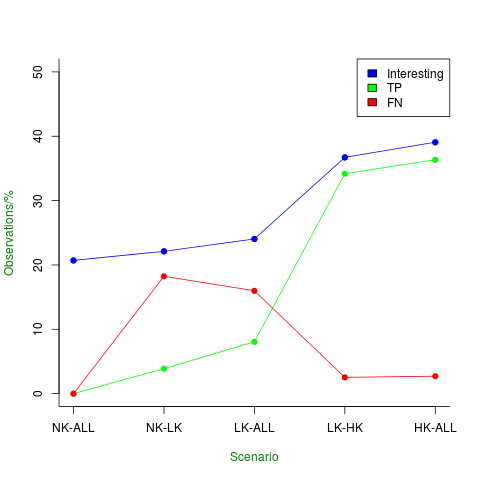 Interesting
TP
FN
50
40
30
20
10
0
Observations/%
NK-ALL NK-LK LK-ALL LK-HK HK-ALL
Scenario